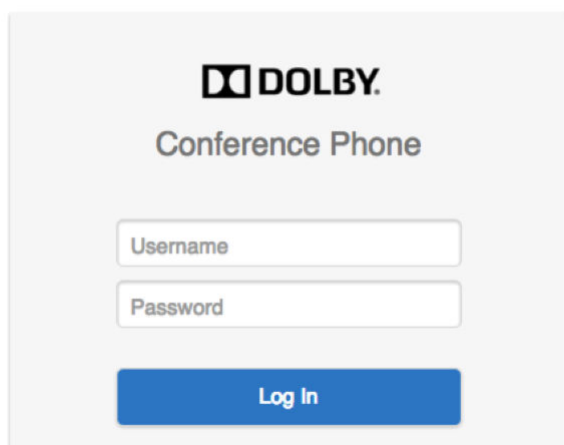 DOLBY.
Conference Phone
Username
Password
Log In